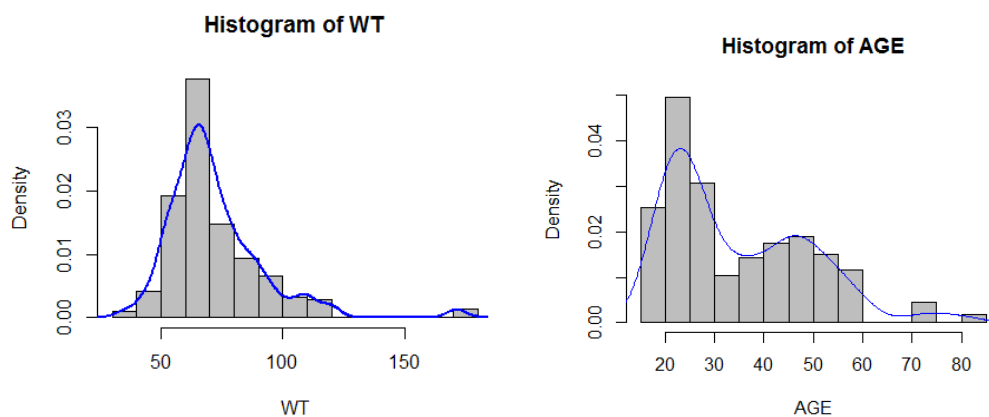 Histogram of WT
Density
0.00 0.01 0.02 0.03
50 100 150
WT
Histogram of AGE
Density
0.00 0.02 0.04
20 30 40 50 60 70 80
AGE